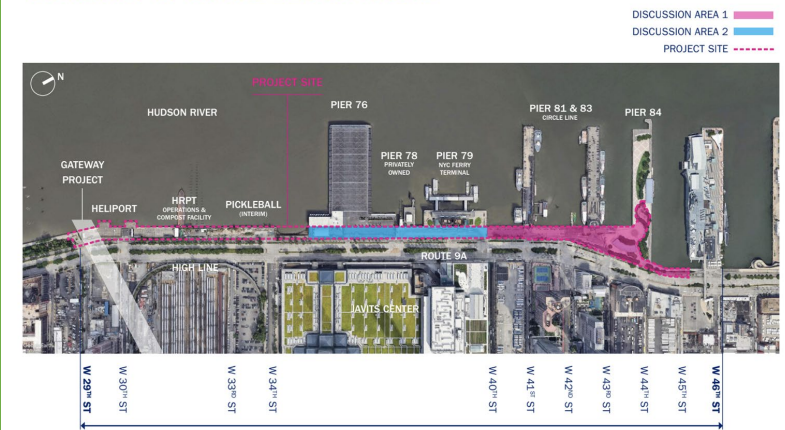 DISCUSSION AREA 1
DISCUSSION AREA 2
PROJECT SITE
N
PROJECT SITE
HUDSON RIVER
PIER 76
PIER 81 & 83
CIRCLE LINE
PIER 84
PIER 78
PRIVATELY
OWNED
PIER 79
NYC FERRY
TERMINAL
GATEWAY
PROJECT
HELIPORT
HRPT
OPERATIONS &
COMPOST FACILITY
PICKLEBALL
(INTERIM)
ROUTE 9A
HIGH LINE
JAVITS CENTER
W 29TH ST
W 30TH ST
W 33RD ST
W 34TH ST
W 40TH ST
W 41ST ST
W 42ND ST
W 43RD ST
W 44TH ST
W 45TH ST
W 46TH ST